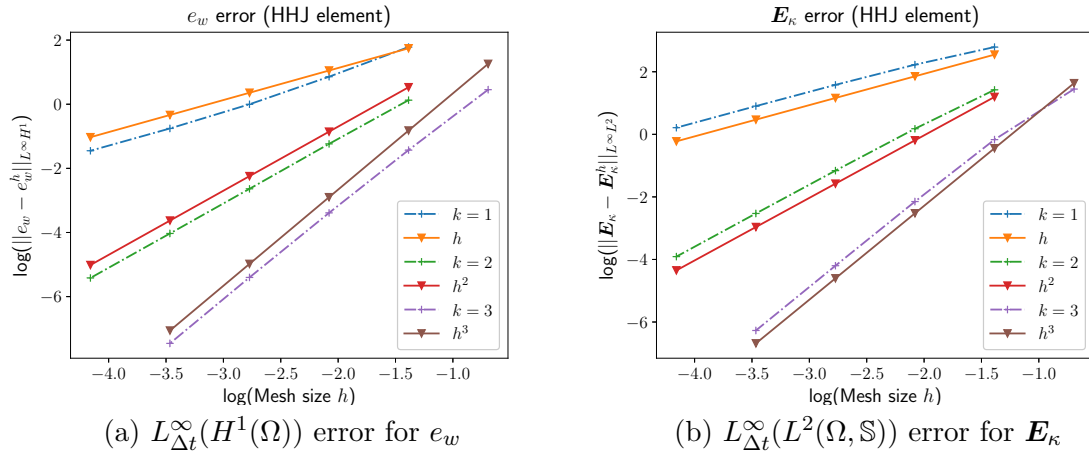 e_w error (HHJ element)
log(||e_w − e_w^h||_{L^∞ H^1})
2
0
−2
−4
−6
−4.0 −3.5 −3.0 −2.5 −2.0 −1.5 −1.0
log(Mesh size h)
k = 1
h
k = 2
h^2
k = 3
h^3
(a) L^∞_{Δt}(H^1(Ω)) error for e_w
E_κ error (HHJ element)
log(||E_κ − E_κ^h||_{L^∞ L^2})
2
0
−2
−4
−6
−4.0 −3.5 −3.0 −2.5 −2.0 −1.5 −1.0
log(Mesh size h)
k = 1
h
k = 2
h^2
k = 3
h^3
(b) L^∞_{Δt}(L^2(Ω, 𝕊)) error for E_κ